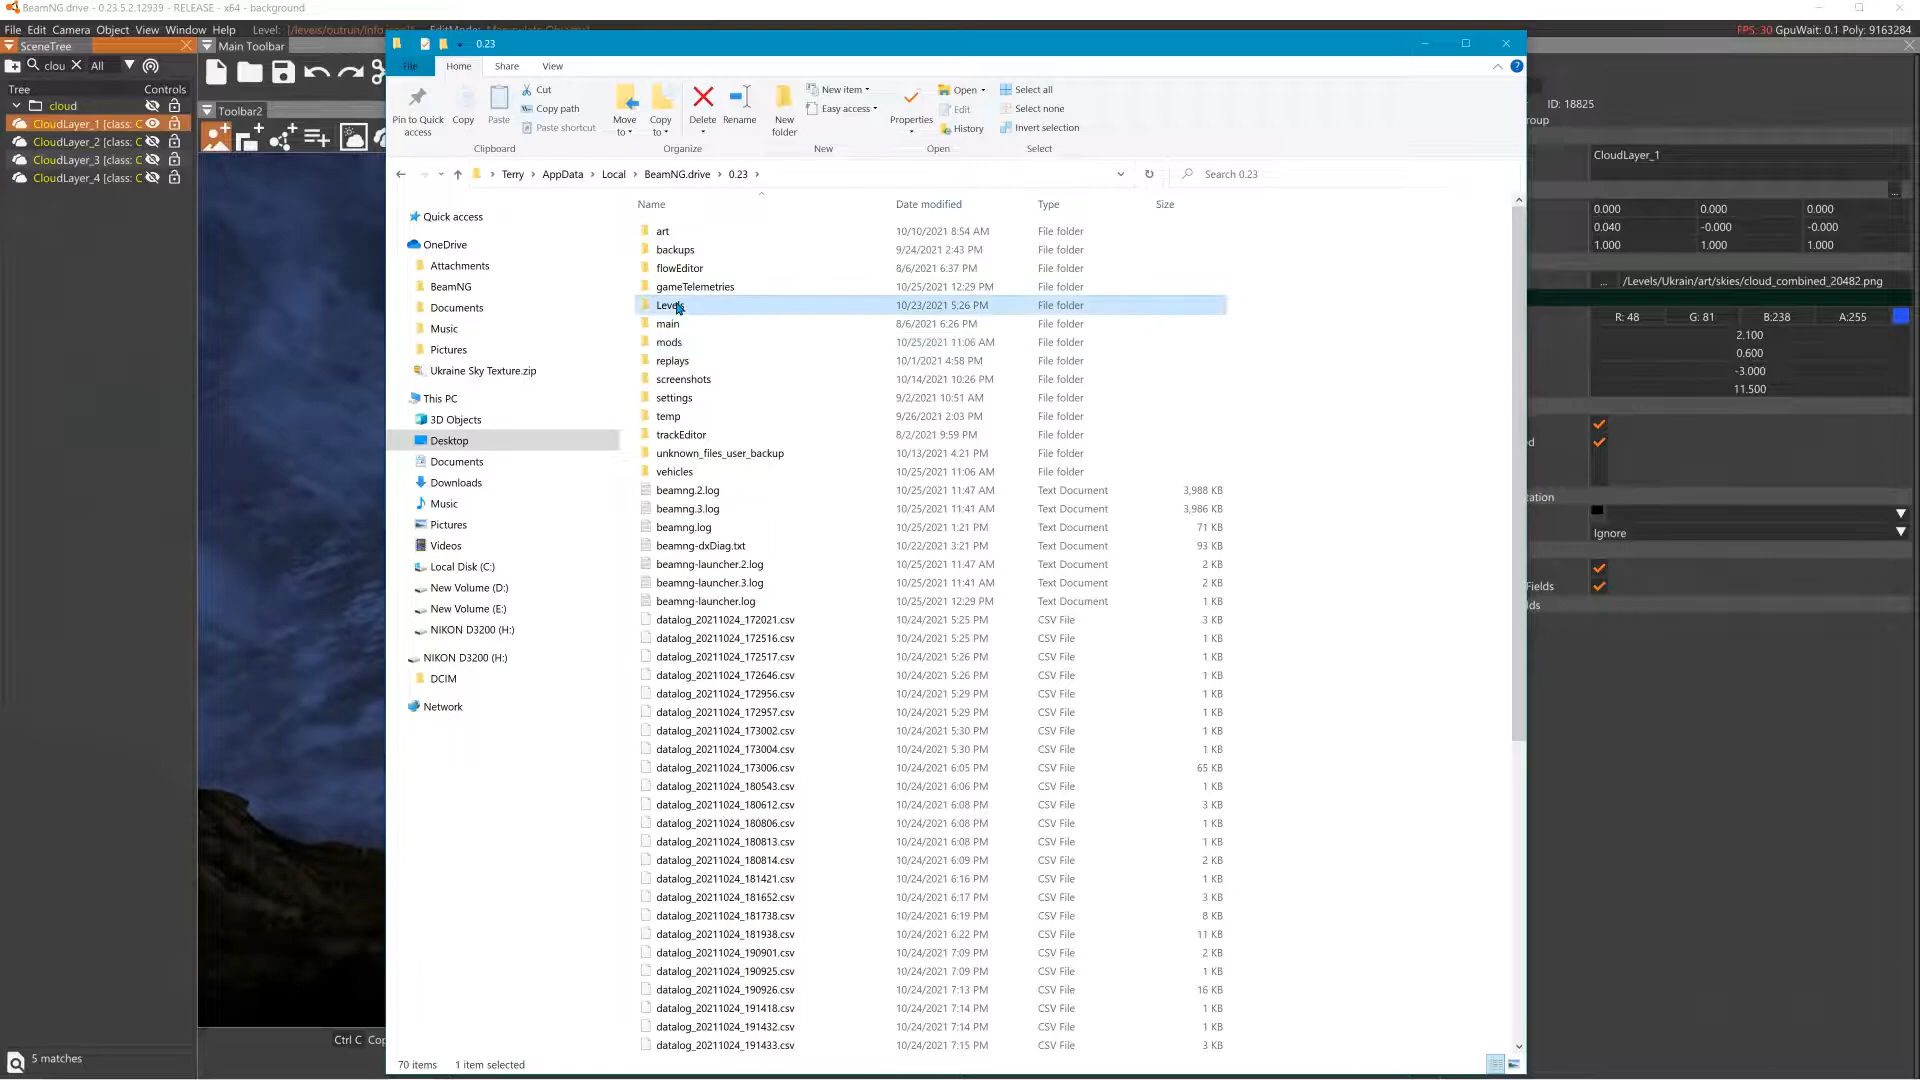 BeamNG.drive - 0.23.5.2.12939 - RELEASE - x64 - background
File Edit Camera Object View Window Help Level: [/levels/outrun/info
FPS: 30 GpuWait: 0.1 Poly: 9163284
SceneTree
Main Toolbar
clou
All
Tree Controls
cloud
CloudLayer_1 [class: C
CloudLayer_2 [class: C
CloudLayer_3 [class: C
CloudLayer_4 [class: C
Toolbar2
5 matches
Ctrl C Cop
0.23
File Home Share View
Pin to Quick access
Copy
Paste
Cut
Copy path
Paste shortcut
Clipboard
Move to
Copy to
Delete
Rename
Organize
New folder
New item
Easy access
New
Properties
Open
Edit
History
Open
Select all
Select none
Invert selection
Select
Terry > AppData > Local > BeamNG.drive > 0.23 >
Search 0.23
Quick access
OneDrive
Attachments
BeamNG
Documents
Music
Pictures
Ukraine Sky Texture.zip
This PC
3D Objects
Desktop
Documents
Downloads
Music
Pictures
Videos
Local Disk (C:)
New Volume (D:)
New Volume (E:)
NIKON D3200 (H:)
NIKON D3200 (H:)
DCIM
Network
Name Date modified Type Size
art 10/10/2021 8:54 AM File folder
backups 9/24/2021 2:43 PM File folder
flowEditor 8/6/2021 6:37 PM File folder
gameTelemetries 10/25/2021 12:29 PM File folder
Levels 10/23/2021 5:26 PM File folder
main 8/6/2021 6:26 PM File folder
mods 10/25/2021 11:06 AM File folder
replays 10/1/2021 4:58 PM File folder
screenshots 10/14/2021 10:26 PM File folder
settings 9/2/2021 10:51 AM File folder
temp 9/26/2021 2:03 PM File folder
trackEditor 8/2/2021 9:59 PM File folder
unknown_files_user_backup 10/13/2021 4:21 PM File folder
vehicles 10/25/2021 11:06 AM File folder
beamng.2.log 10/25/2021 11:47 AM Text Document 3,988 KB
beamng.3.log 10/25/2021 11:41 AM Text Document 3,986 KB
beamng.log 10/25/2021 1:21 PM Text Document 71 KB
beamng-dxDiag.txt 10/22/2021 3:21 PM Text Document 93 KB
beamng-launcher.2.log 10/25/2021 11:47 AM Text Document 2 KB
beamng-launcher.3.log 10/25/2021 11:41 AM Text Document 2 KB
beamng-launcher.log 10/25/2021 12:29 PM Text Document 1 KB
datalog_20211024_172021.csv 10/24/2021 5:25 PM CSV File 3 KB
datalog_20211024_172516.csv 10/24/2021 5:25 PM CSV File 1 KB
datalog_20211024_172517.csv 10/24/2021 5:26 PM CSV File 1 KB
datalog_20211024_172646.csv 10/24/2021 5:26 PM CSV File 1 KB
datalog_20211024_172956.csv 10/24/2021 5:29 PM CSV File 1 KB
datalog_20211024_172957.csv 10/24/2021 5:29 PM CSV File 1 KB
datalog_20211024_173002.csv 10/24/2021 5:30 PM CSV File 1 KB
datalog_20211024_173004.csv 10/24/2021 5:30 PM CSV File 1 KB
datalog_20211024_173006.csv 10/24/2021 6:05 PM CSV File 65 KB
datalog_20211024_180543.csv 10/24/2021 6:06 PM CSV File 1 KB
datalog_20211024_180612.csv 10/24/2021 6:08 PM CSV File 3 KB
datalog_20211024_180806.csv 10/24/2021 6:08 PM CSV File 1 KB
datalog_20211024_180813.csv 10/24/2021 6:08 PM CSV File 1 KB
datalog_20211024_180814.csv 10/24/2021 6:09 PM CSV File 2 KB
datalog_20211024_181421.csv 10/24/2021 6:16 PM CSV File 1 KB
datalog_20211024_181652.csv 10/24/2021 6:17 PM CSV File 3 KB
datalog_20211024_181738.csv 10/24/2021 6:19 PM CSV File 8 KB
datalog_20211024_181938.csv 10/24/2021 6:22 PM CSV File 11 KB
datalog_20211024_190901.csv 10/24/2021 7:09 PM CSV File 2 KB
datalog_20211024_190925.csv 10/24/2021 7:09 PM CSV File 1 KB
datalog_20211024_190926.csv 10/24/2021 7:13 PM CSV File 16 KB
datalog_20211024_191418.csv 10/24/2021 7:14 PM CSV File 1 KB
datalog_20211024_191432.csv 10/24/2021 7:14 PM CSV File 1 KB
datalog_20211024_191433.csv 10/24/2021 7:15 PM CSV File 3 KB
70 items 1 item selected
ID: 18825
oup
CloudLayer_1
...
0.000 0.000 0.000
0.040 -0.000 -0.000
1.000 1.000 1.000
... /Levels/Ukrain/art/skies/cloud_combined_20482.png
R: 48 G: 81 B:238 A:255
2.100
0.600
-3.000
11.500
d
tation
Ignore
Fields
lds